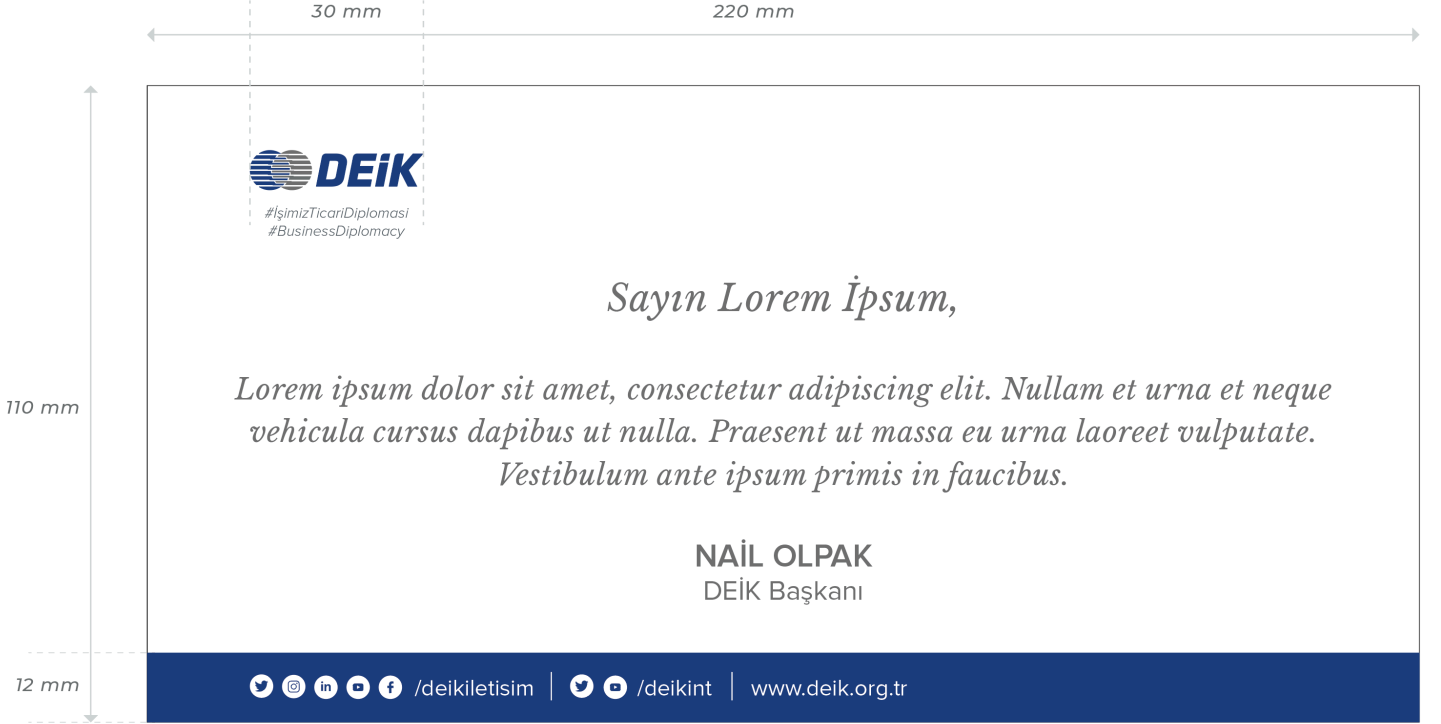 30 mm
220 mm
DEiK
#İşimizTicariDiplomasi
#BusinessDiplomacy
Sayın Lorem İpsum,
Lorem ipsum dolor sit amet, consectetur adipiscing elit. Nullam et urna et neque
vehicula cursus dapibus ut nulla. Praesent ut massa eu urna laoreet vulputate.
Vestibulum ante ipsum primis in faucibus.
110 mm
NAİL OLPAK
DEİK Başkanı
12 mm
/deikiletisim | /deikint | www.deik.org.tr